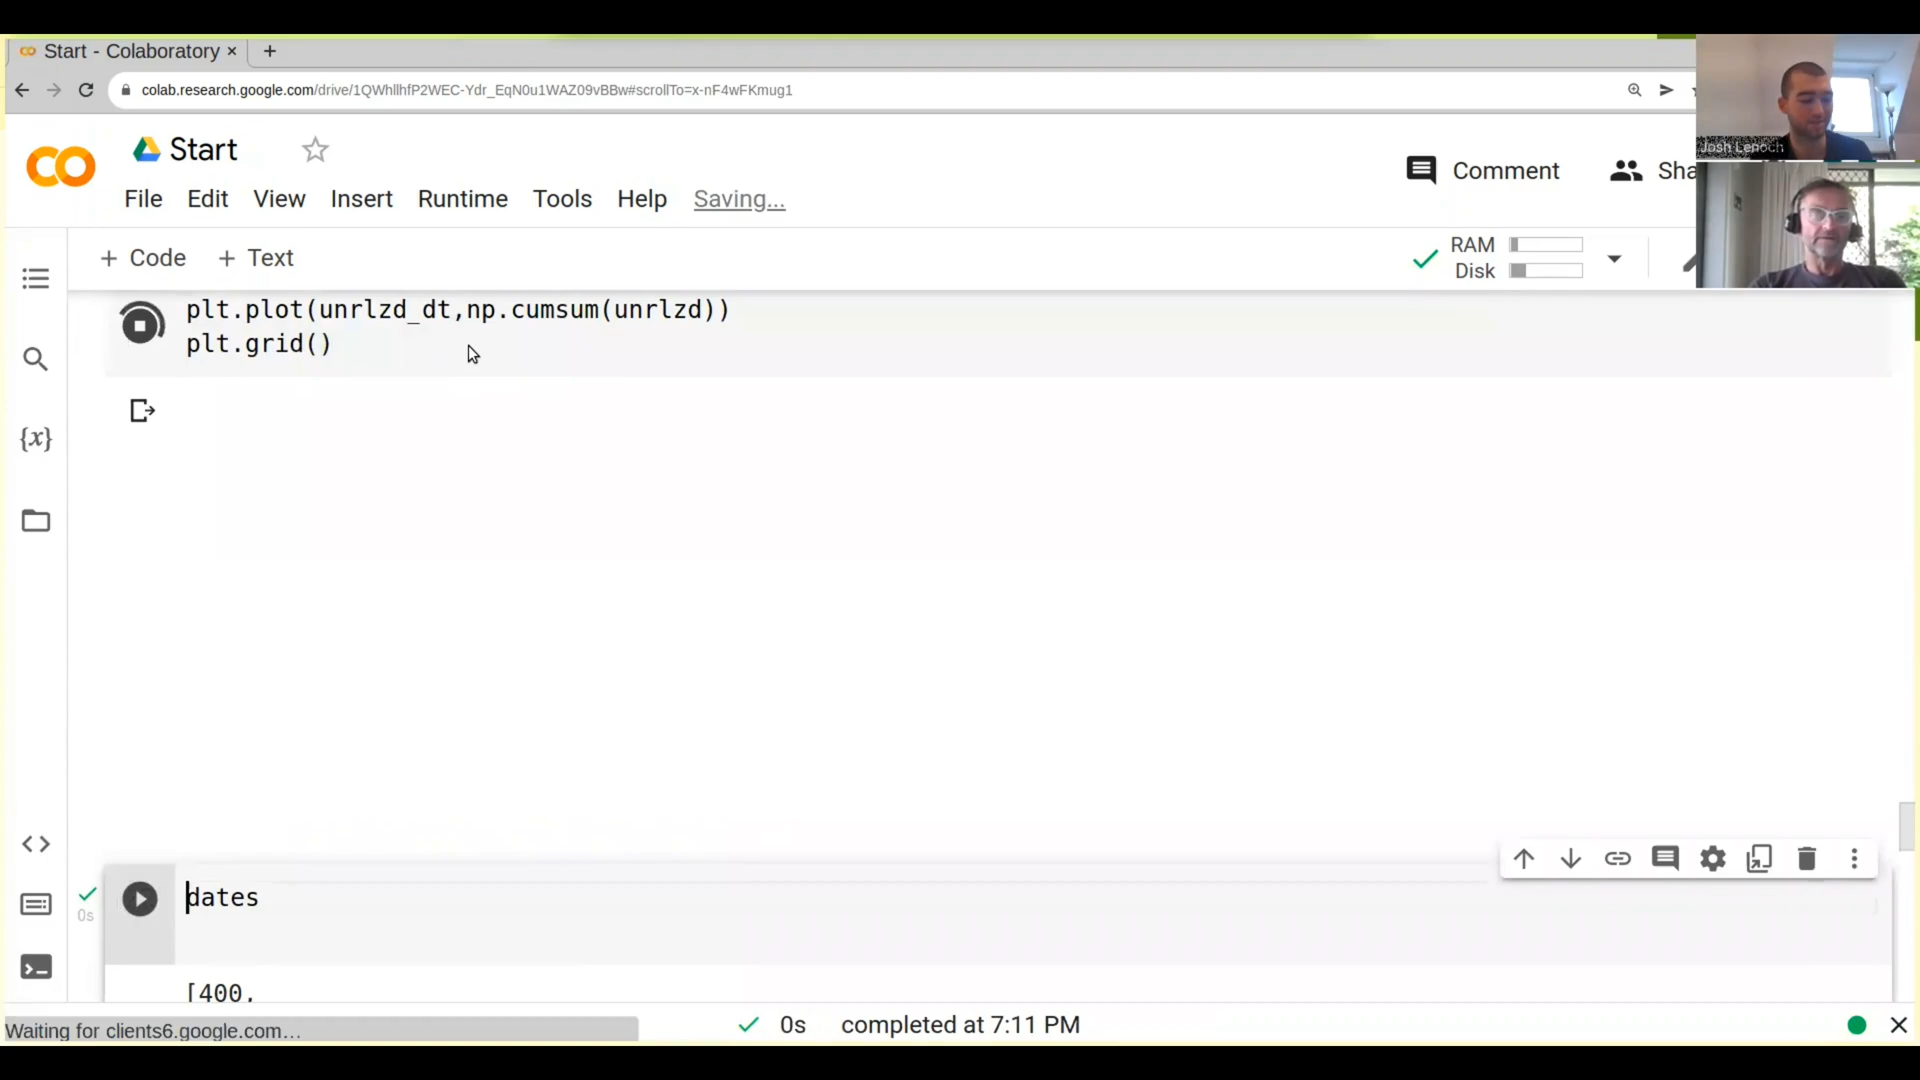 Start - Colaboratory × +
colab.research.google.com/drive/1QWhllhfP2WEC-Ydr_EqN0u1WAZ09vBBw#scrollTo=x-nF4wFKmug1
Start
Comment
Sha
Josh Lenoch
File Edit View Insert Runtime Tools Help Saving...
+ Code + Text
RAM
Disk
plt.plot(unrlzd_dt,np.cumsum(unrlzd))
plt.grid()
{x}
0s
dates
[400,
Waiting for clients6.google.com...
0s completed at 7:11 PM